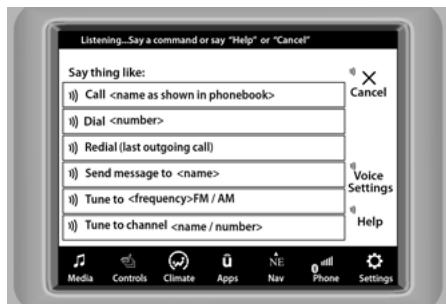 Listening...Say a command or say “Help” or “Cancel”
Say thing like:
Call <name as shown in phonebook>
Dial <number>
Redial (last outgoing call)
Send message to <name>
Tune to <frequency>FM / AM
Tune to channel <name / number>
Cancel
Voice
Settings
Help
Media
Controls
Climate
ū
Apps
NE
Nav
Phone
Settings